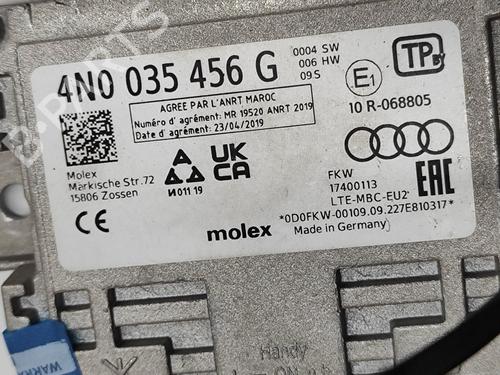 4N0 035 456 G
0004 SW
006 HW
09S
TP
E1
10 R-068805
AGREE PAR L'ANRT MAROC
Numéro d' agrément: MR 19520 ANRT 2019
Date d' agrément: 23/04/2019
Molex
Märkische Str.72
15806 Zossen
UK
CA
И011 19
CE
molex
FKW
17400113
LTE-MBC-EU2
EAC
*0D0FKW-00109.09.227E810317*
Made in Germany
Handy
WARRA